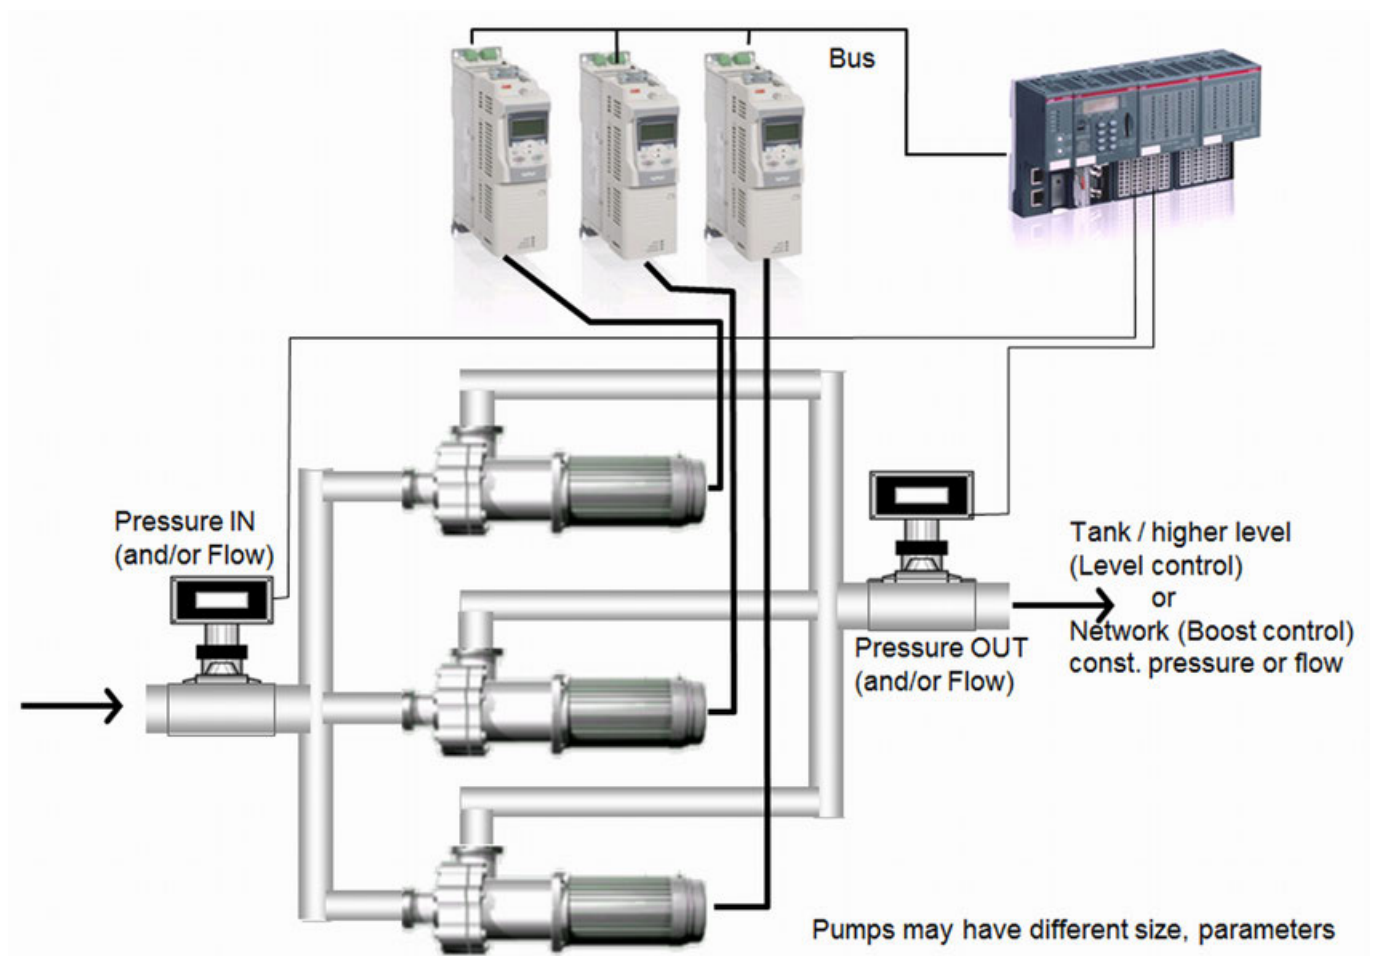 Bus
Pressure IN
(and/or Flow)
Tank / higher level
(Level control)
or
Network (Boost control)
const. pressure or flow
Pressure OUT
(and/or Flow)
Pumps may have different size, parameters